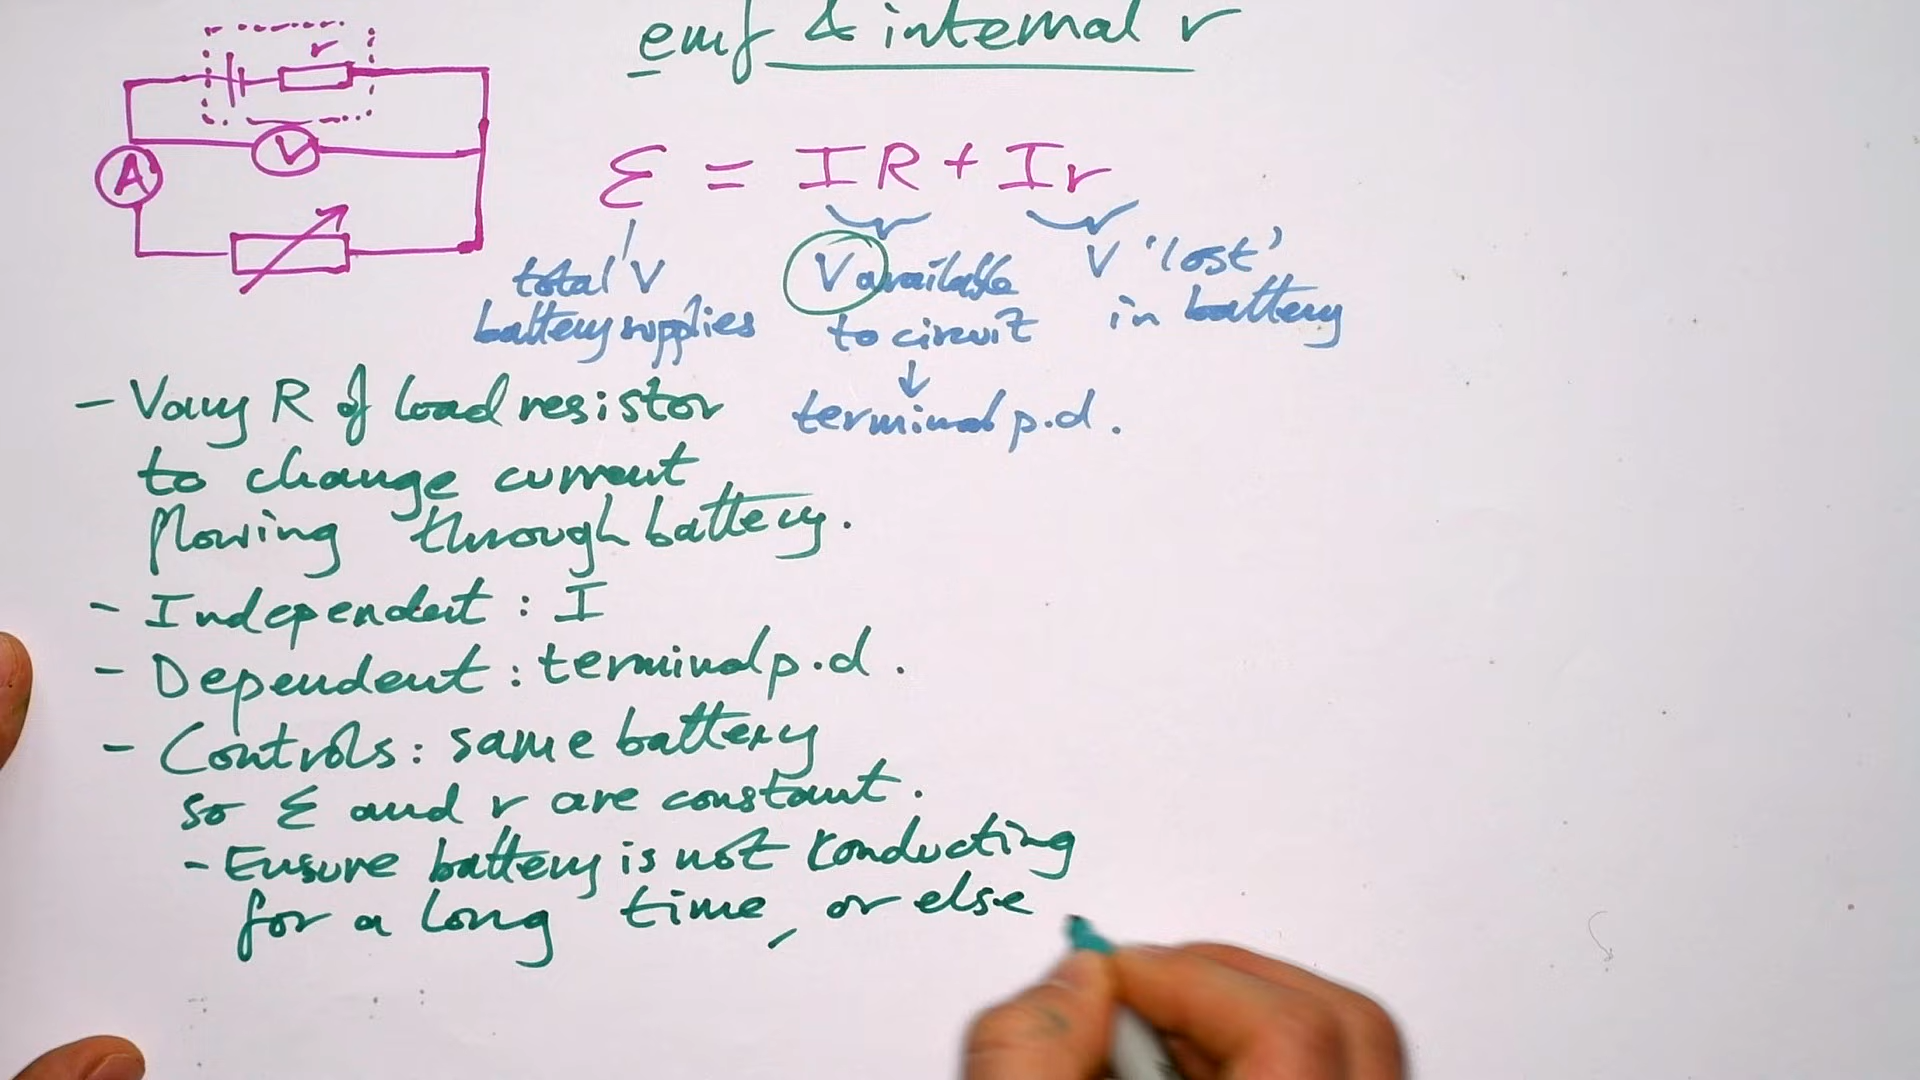 emf & internal r
r
V
A
Ɛ = IR + Ir
total V
battery supplies
V available
to circuit
↓
terminal p.d.
V 'lost'
in battery
- Vary R of load resistor
to change current
flowing through battery.
- Independent : I
- Dependent : terminal p.d.
- Controls : same battery
so Ɛ and r are constant.
- Ensure battery is not conducting
for a long time, or else